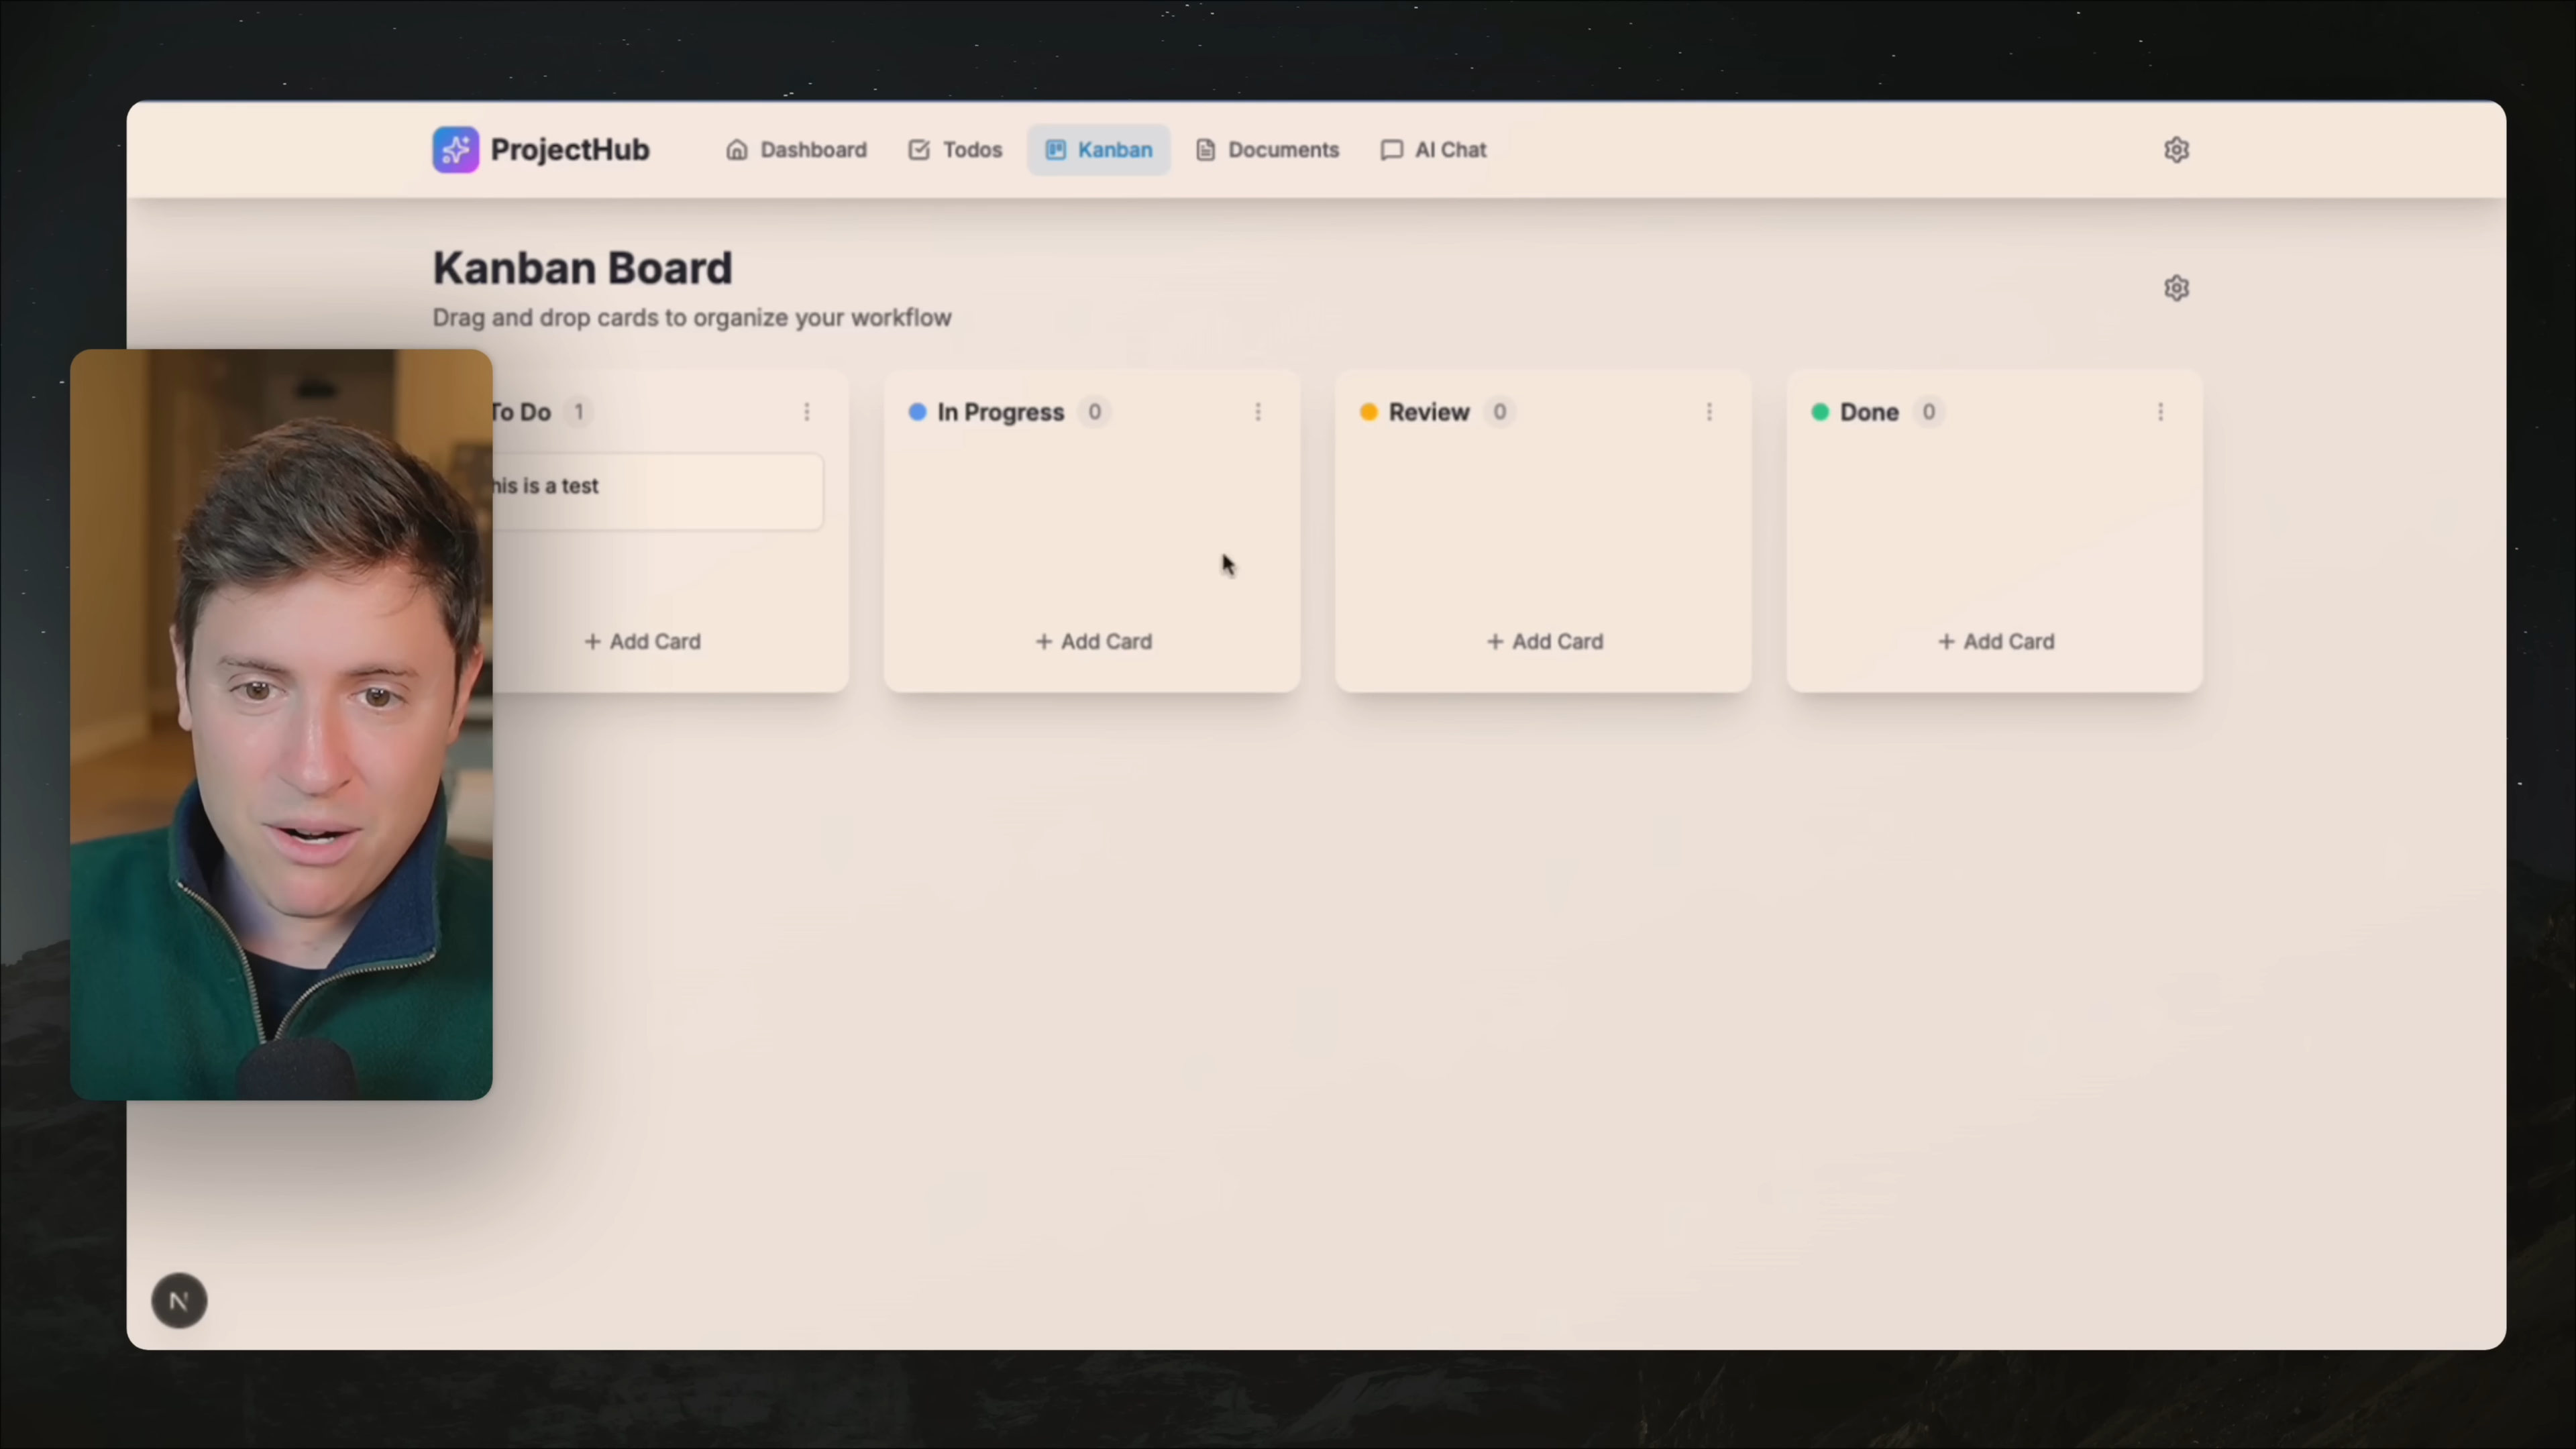 ProjectHub Dashboard Todos Kanban Documents AI Chat
Kanban Board
Drag and drop cards to organize your workflow
To Do 1
In Progress 0
Review 0
Done 0
his is a test
+ Add Card
+ Add Card
+ Add Card
+ Add Card
N